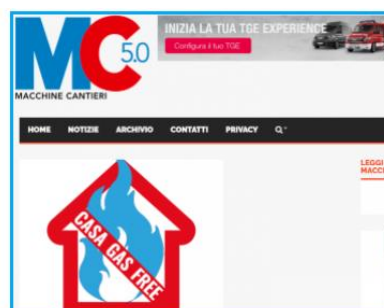 MC 5.0
MACCHINE CANTIERI
INIZIA LA TUA TGE EXPERIENCE
Configura il tuo TGE
HOME NOTIZIE ARCHIVIO CONTATTI PRIVACY
LEGGI
MACC
CASA GAS FREE